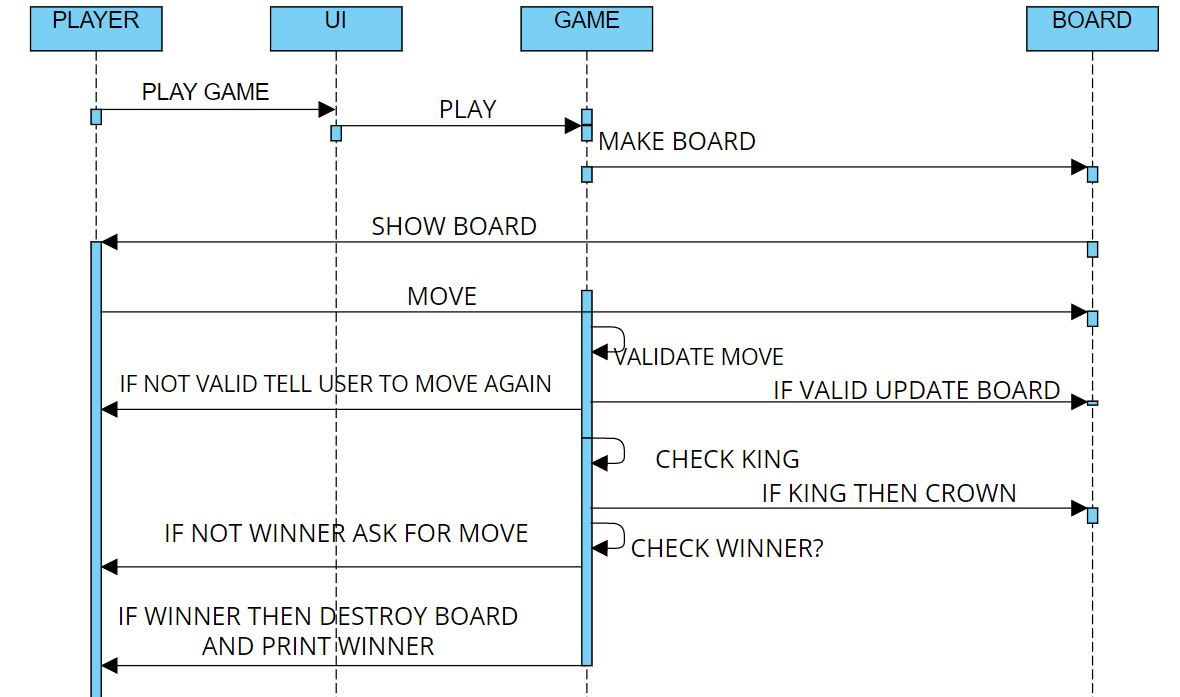 PLAYER
UI
GAME
BOARD
PLAY GAME
PLAY
MAKE BOARD
SHOW BOARD
MOVE
VALIDATE MOVE
IF NOT VALID TELL USER TO MOVE AGAIN
IF VALID UPDATE BOARD
CHECK KING
IF KING THEN CROWN
IF NOT WINNER ASK FOR MOVE
CHECK WINNER?
IF WINNER THEN DESTROY BOARD
AND PRINT WINNER